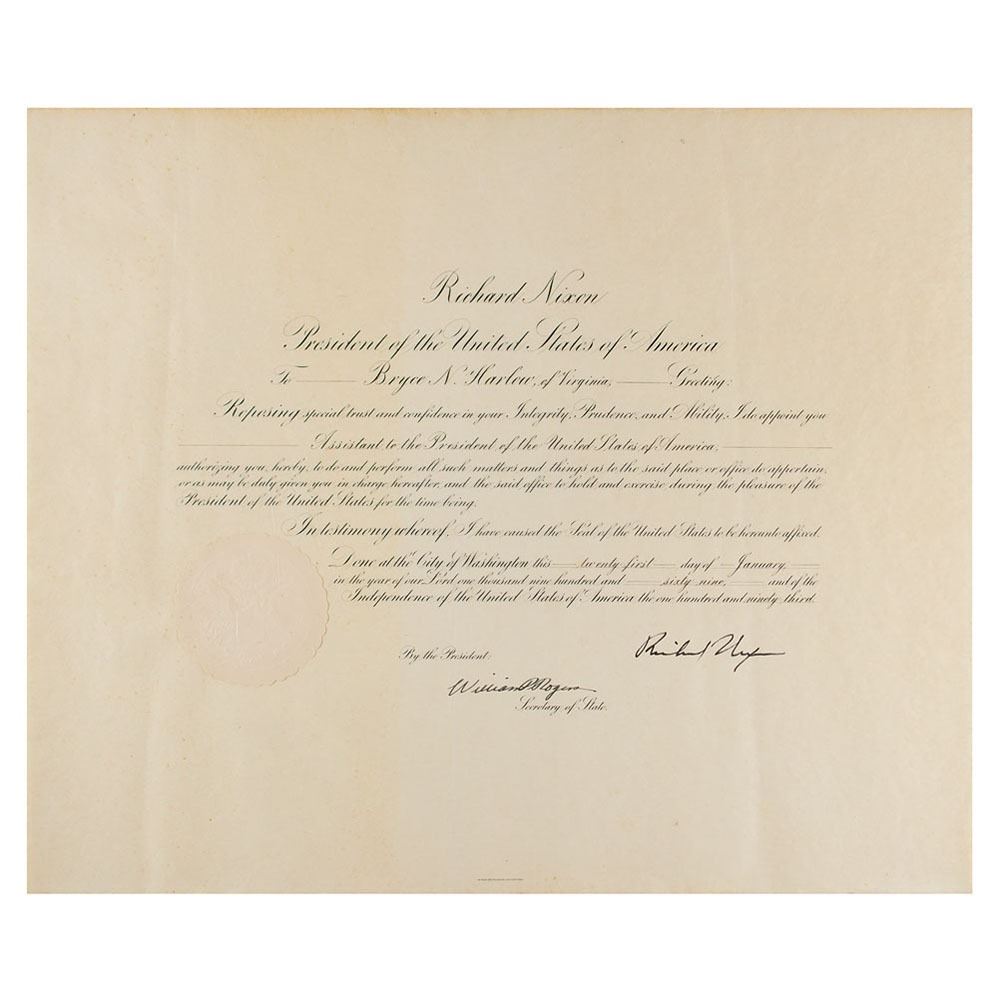 Richard Nixon
President of the United States of America
To Bryce N. Harlow, of Virginia, Greeting:
Reposing special trust and confidence in your Integrity, Prudence, and Ability, I do appoint you
Assistant to the President of the United States of America,
authorizing you, hereby, to do and perform all such matters and things as to the said place or office do appertain,
or as may be duly given you in charge hereafter, and the said office to hold and exercise during the pleasure of the
President of the United States for the time being.
In testimony whereof, I have caused the Seal of the United States to be hereunto affixed.
Done at the City of Washington this twenty-first day of January,
in the year of our Lord one thousand nine hundred and sixty-nine, and of the
Independence of the United States of America the one hundred and ninety-third.
Richard Nixon
By the President:
William P. Rogers
Secretary of State.